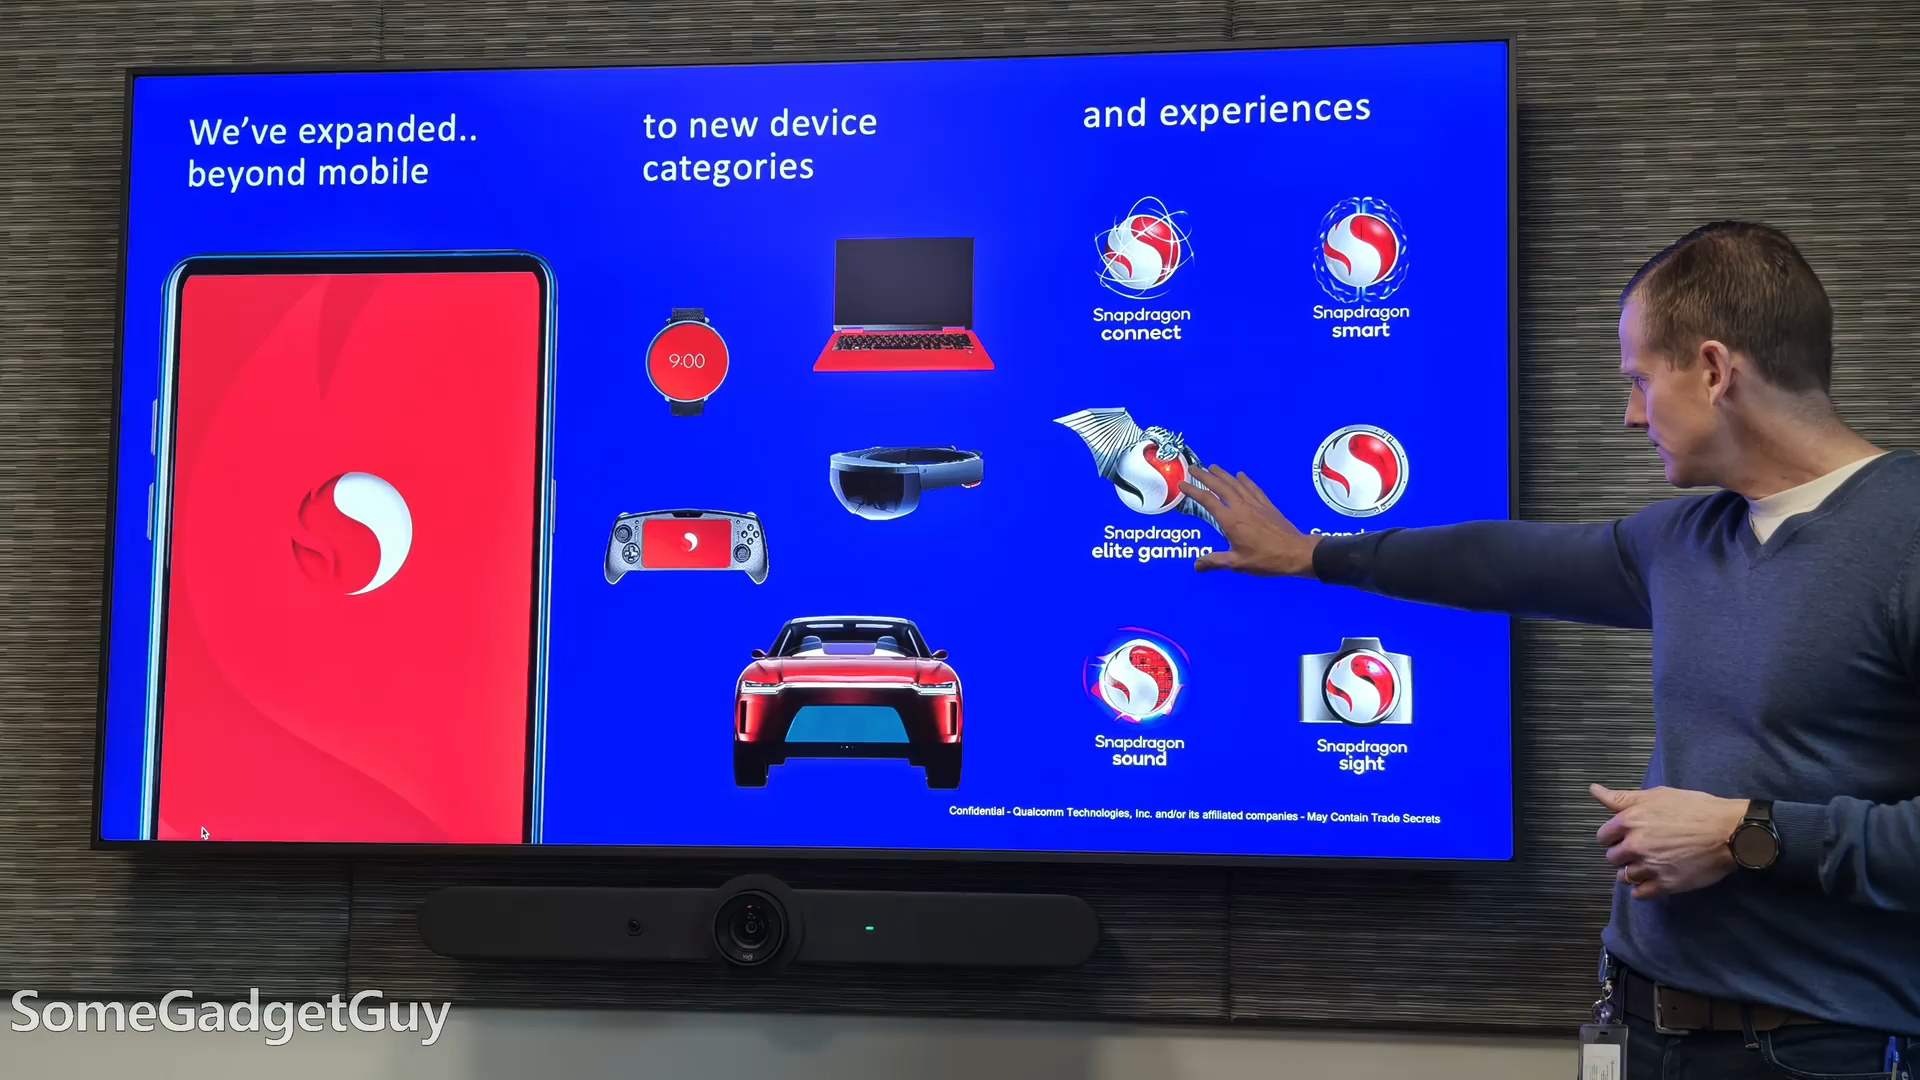 We've expanded..
beyond mobile
to new device
categories
and experiences
9:00
Snapdragon
connect
Snapdragon
smart
Snapdragon
elite gaming
Snapdragon
sound
Snapdragon
sight
Confidential - Qualcomm Technologies, Inc. and/or its affiliated companies - May Contain Trade Secrets
logi
SomeGadgetGuy